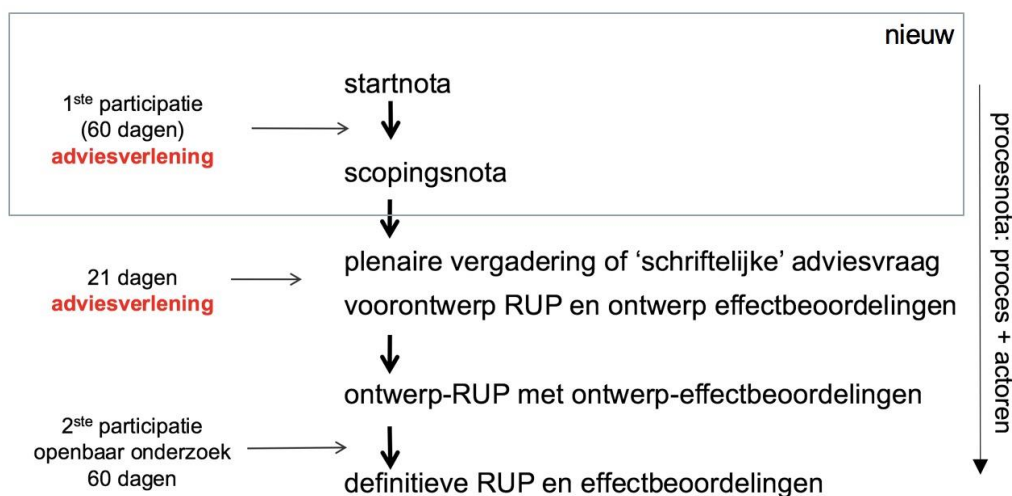 nieuw
startnota
1ste participatie
(60 dagen)
adviesverlening
scopingsnota
plenaire vergadering of ‘schriftelijke’ adviesvraag
21 dagen
adviesverlening
voorontwerp RUP en ontwerp effectbeoordelingen
ontwerp-RUP met ontwerp-effectbeoordelingen
2ste participatie
openbaar onderzoek
60 dagen
definitieve RUP en effectbeoordelingen
procesnota: proces + actoren